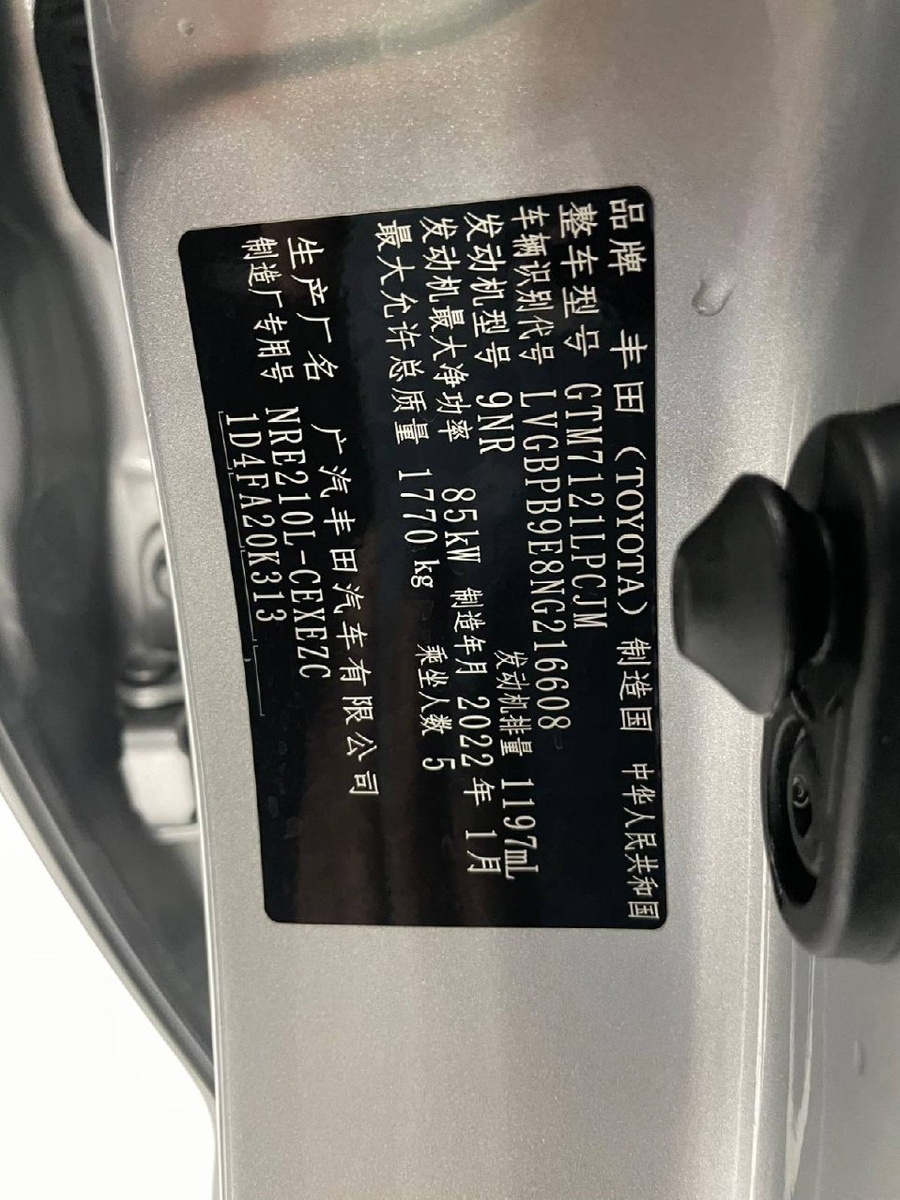 品牌 丰田 (TOYOTA) 制造国 中华人民共和国
整车型号 GTM7121LPCJM
车辆识别代号 LVGBPB9E8NG216608
发动机型号 9NR 发动机排量 1197mL
发动机最大净功率 85kW 制造年月 2022年 1月
最大允许总质量 1770kg 乘坐人数 5
生产厂名 广汽丰田汽车有限公司
制造厂专用号 NRE210L-CEXEZC
1D4FA20K313